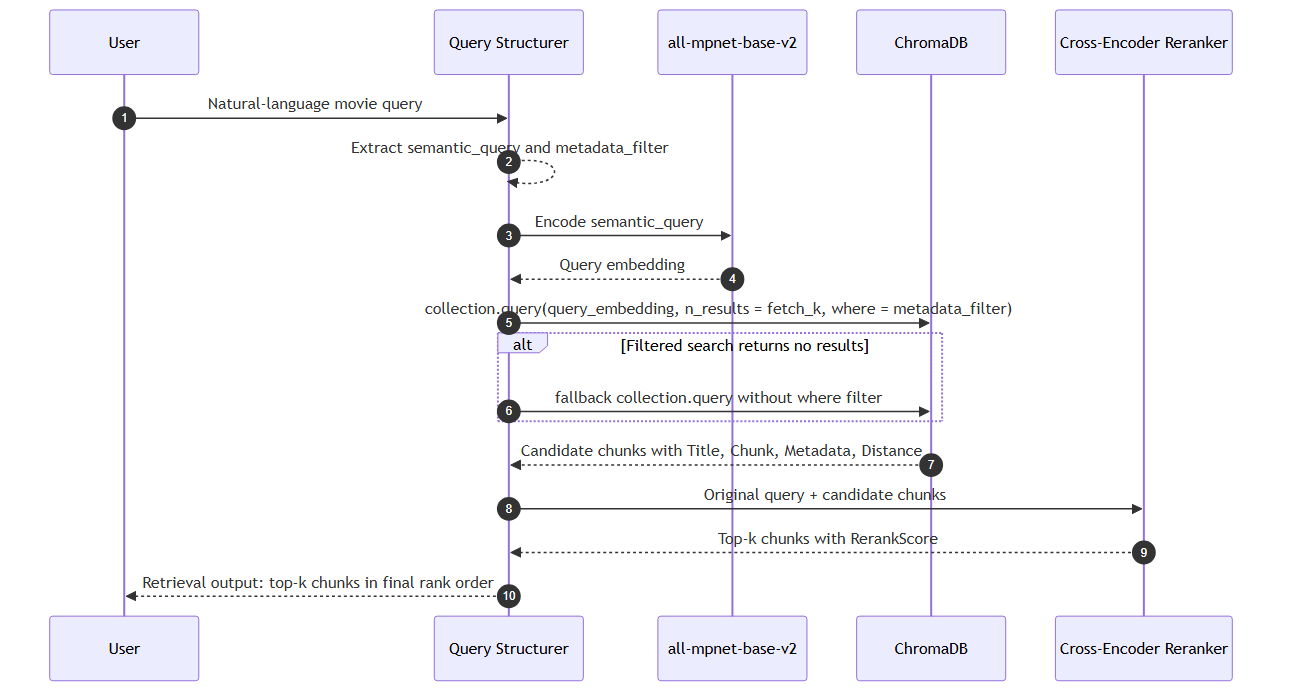 User
Query Structurer
all-mpnet-base-v2
ChromaDB
Cross-Encoder Reranker
Natural-language movie query
1
Extract semantic_query and metadata_filter
2
Encode semantic_query
3
Query embedding
4
collection.query(query_embedding, n_results = fetch_k, where = metadata_filter)
5
alt
[Filtered search returns no results]
fallback collection.query without where filter
6
Candidate chunks with Title, Chunk, Metadata, Distance
7
Original query + candidate chunks
8
Top-k chunks with RerankScore
9
Retrieval output: top-k chunks in final rank order
10
User
Query Structurer
all-mpnet-base-v2
ChromaDB
Cross-Encoder Reranker